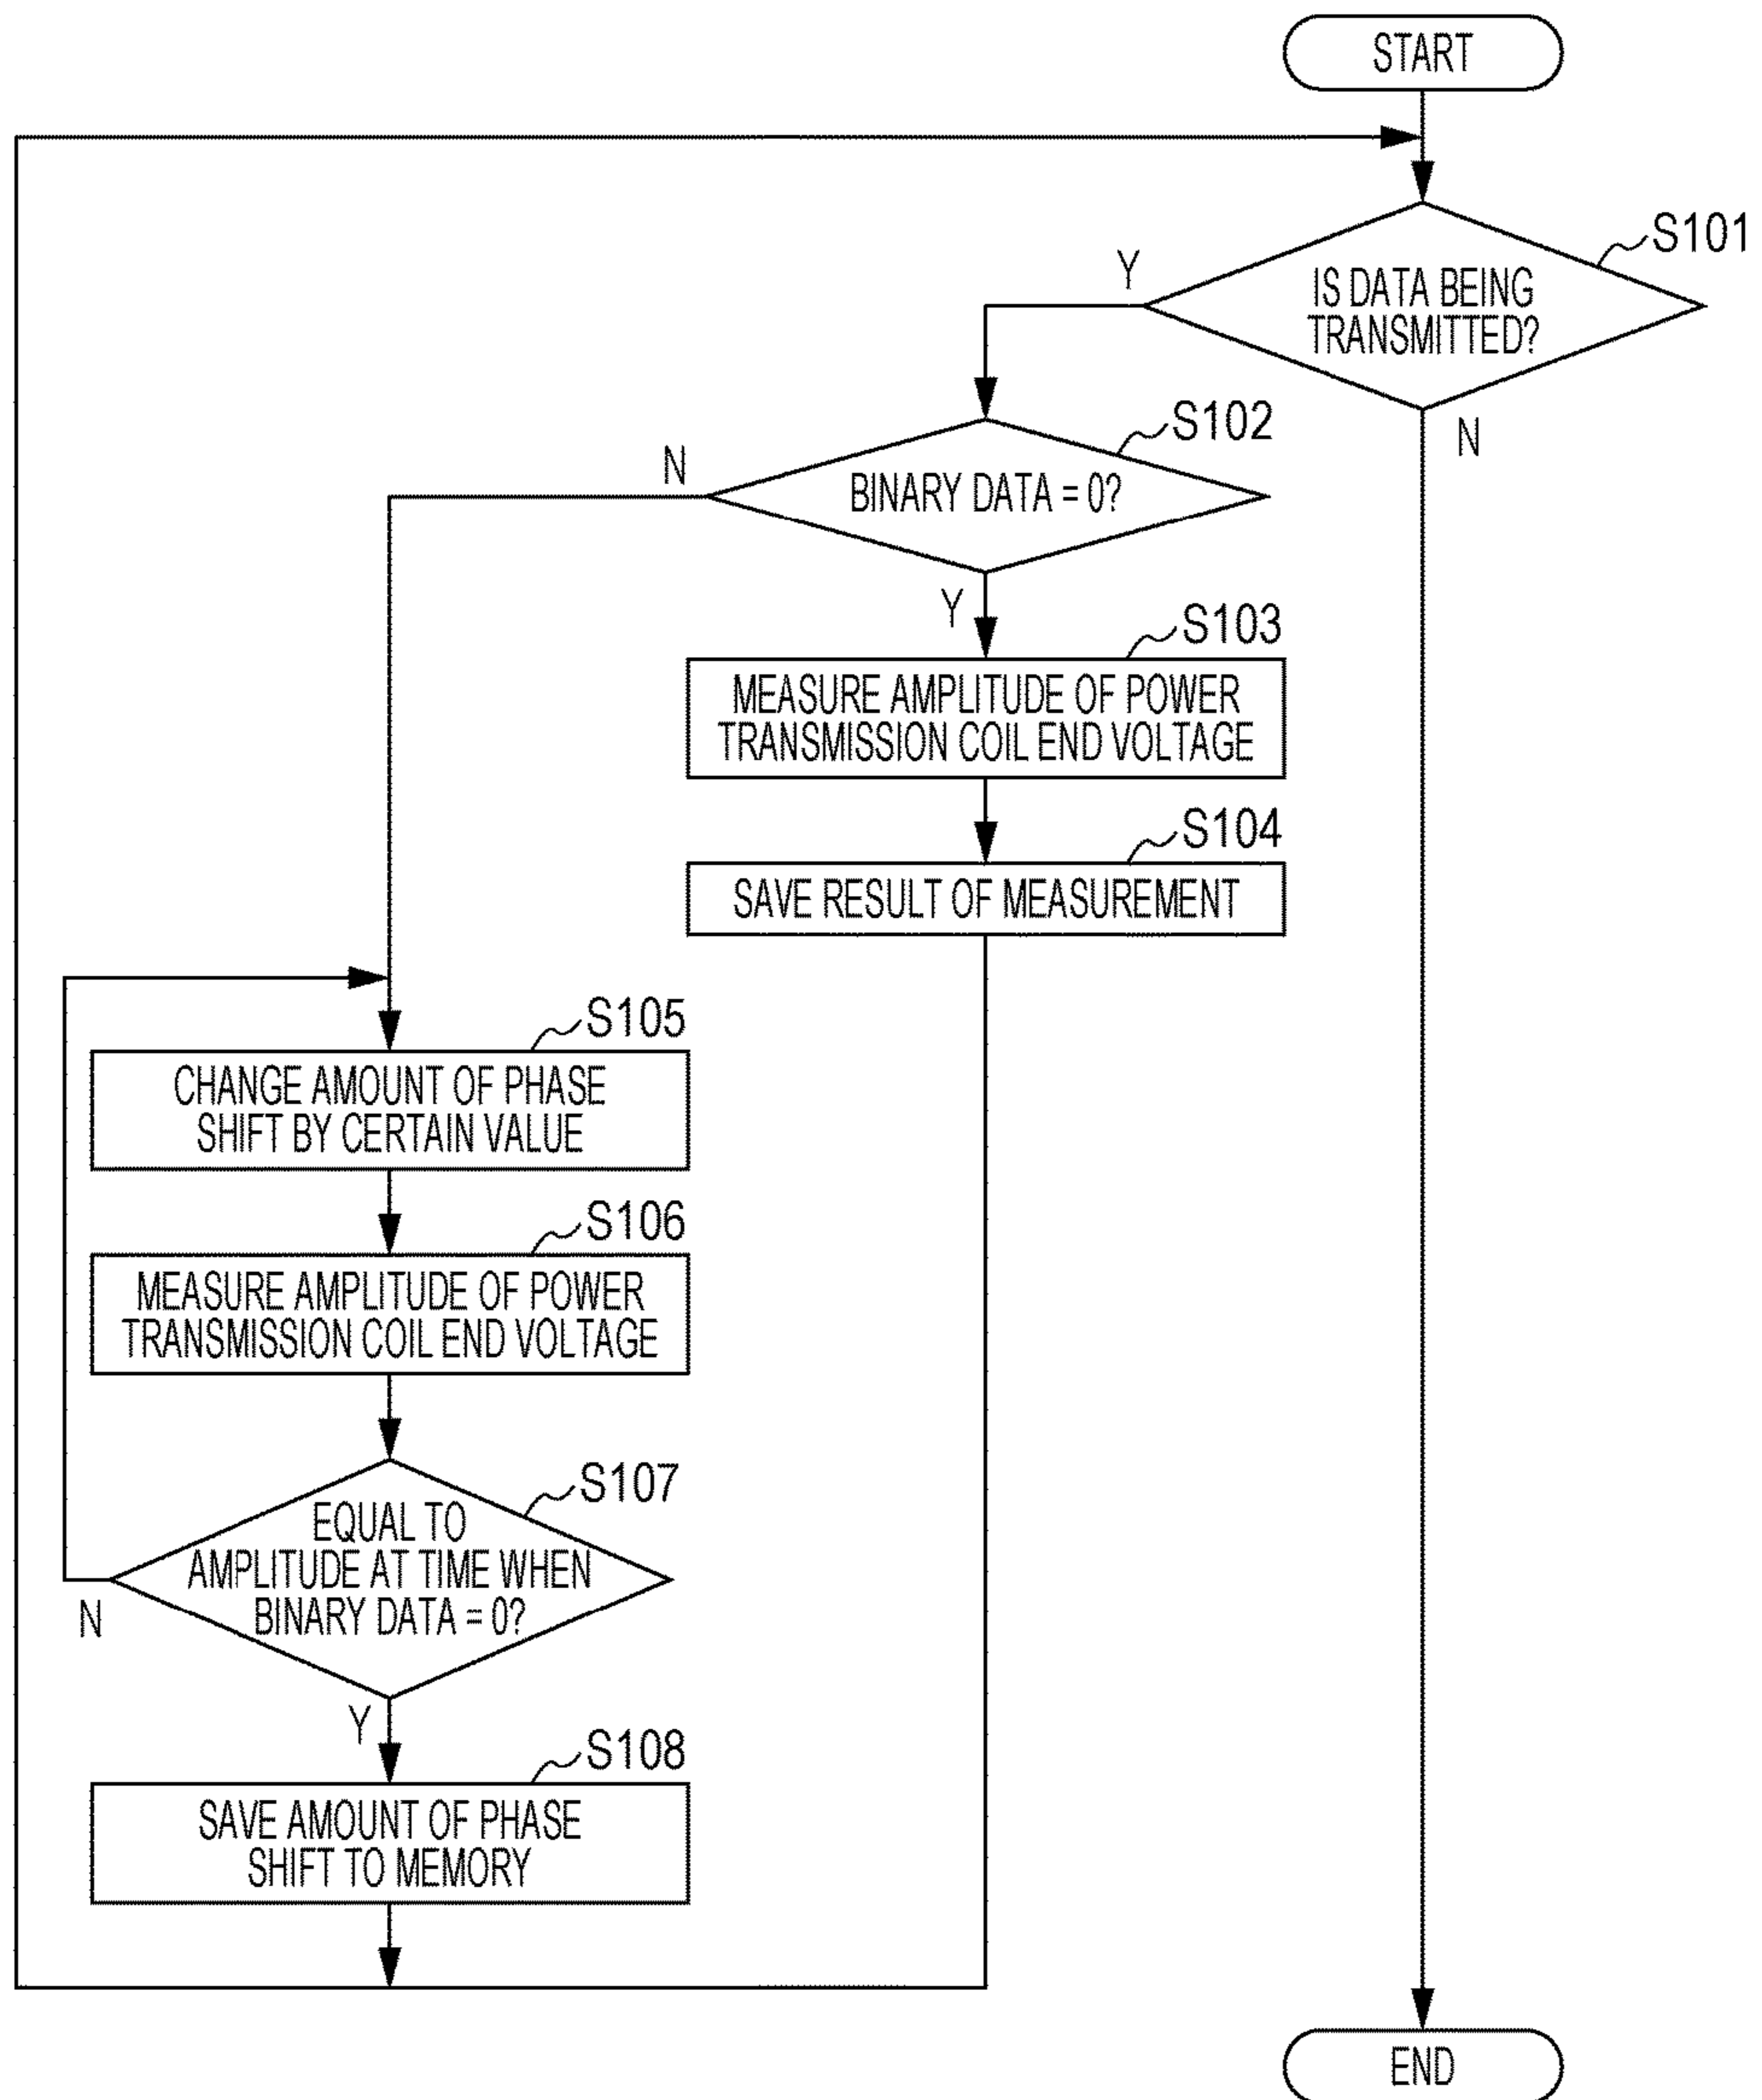 START
S101
Y
IS DATA BEING
TRANSMITTED?
N
S102
N
BINARY DATA = 0?
Y
S103
MEASURE AMPLITUDE OF POWER
TRANSMISSION COIL END VOLTAGE
S104
SAVE RESULT OF MEASUREMENT
S105
CHANGE AMOUNT OF PHASE
SHIFT BY CERTAIN VALUE
S106
MEASURE AMPLITUDE OF POWER
TRANSMISSION COIL END VOLTAGE
S107
EQUAL TO
AMPLITUDE AT TIME WHEN
BINARY DATA = 0?
N
Y
S108
SAVE AMOUNT OF PHASE
SHIFT TO MEMORY
END